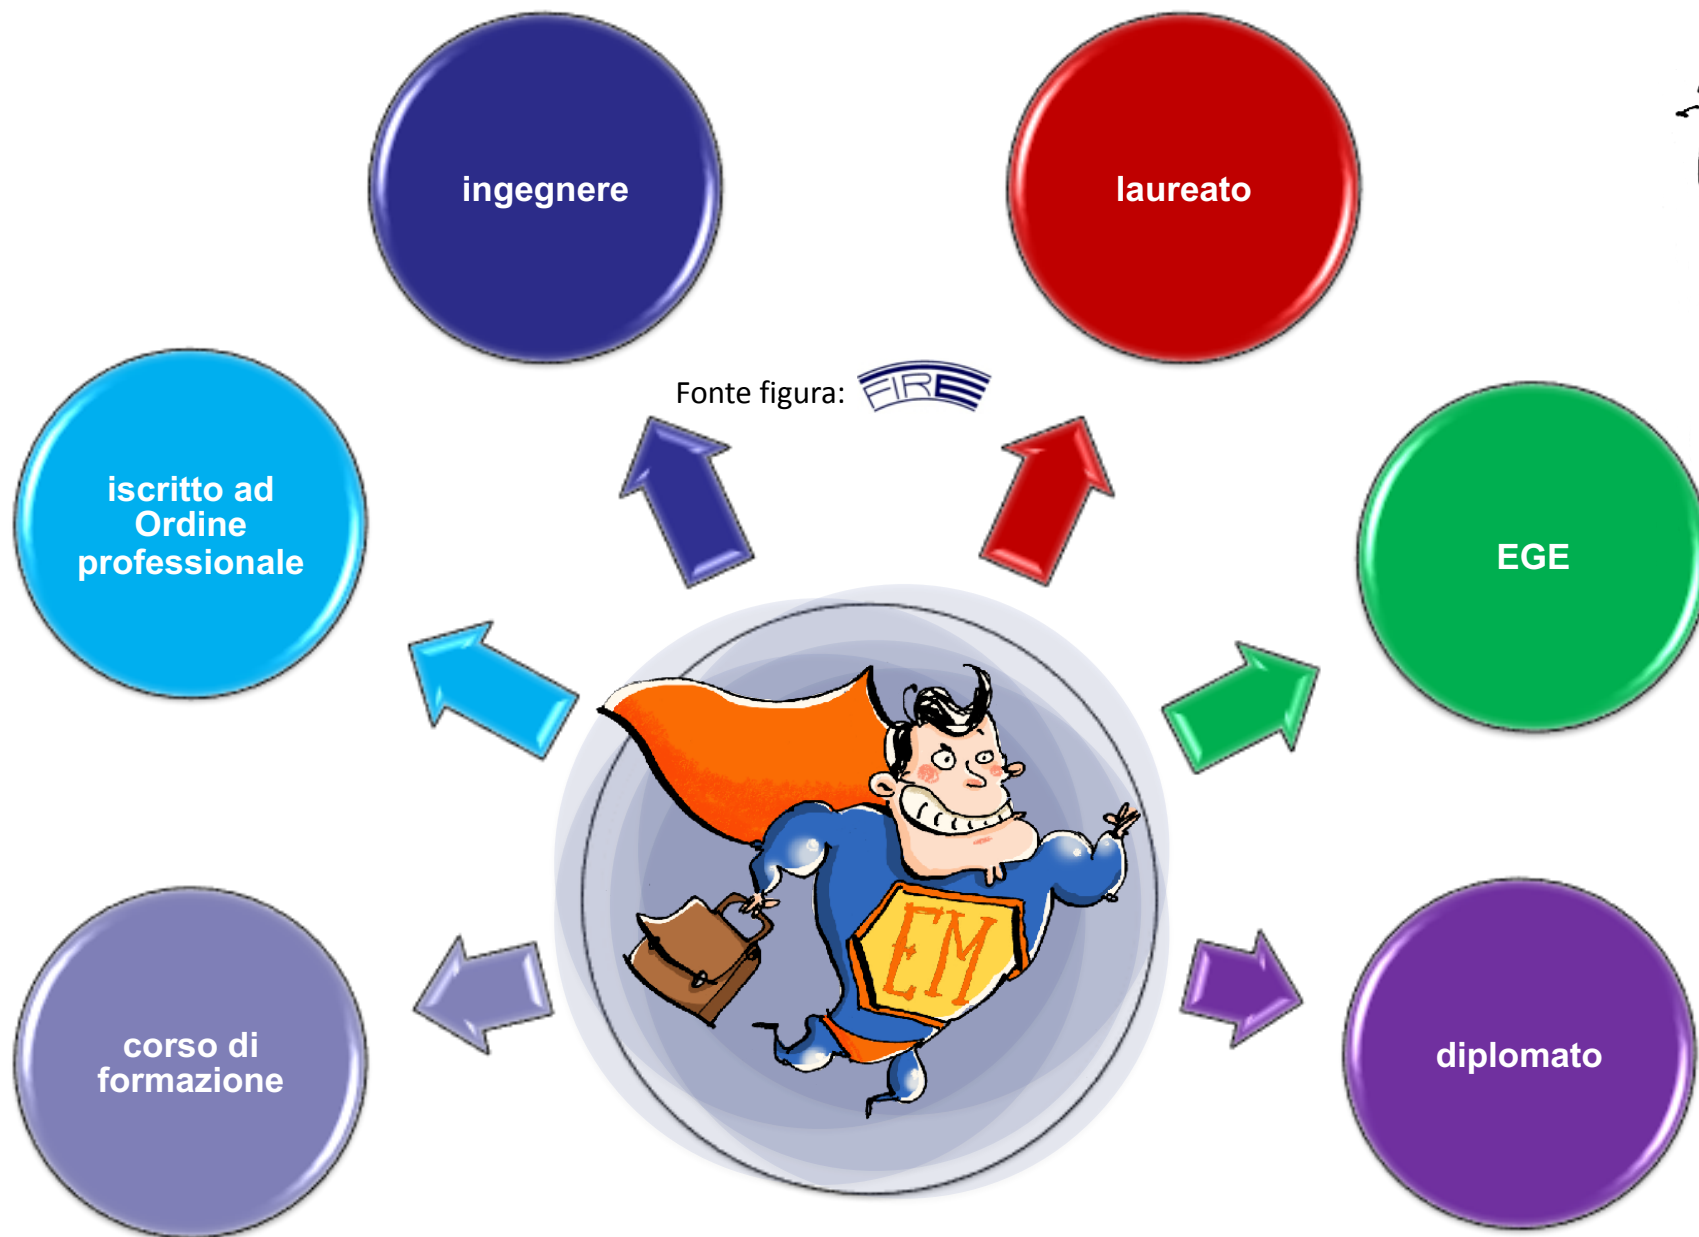 ingegnere
laureato
Fonte figura: FIRE
iscritto ad
Ordine
professionale
EGE
EM
corso di
formazione
diplomato